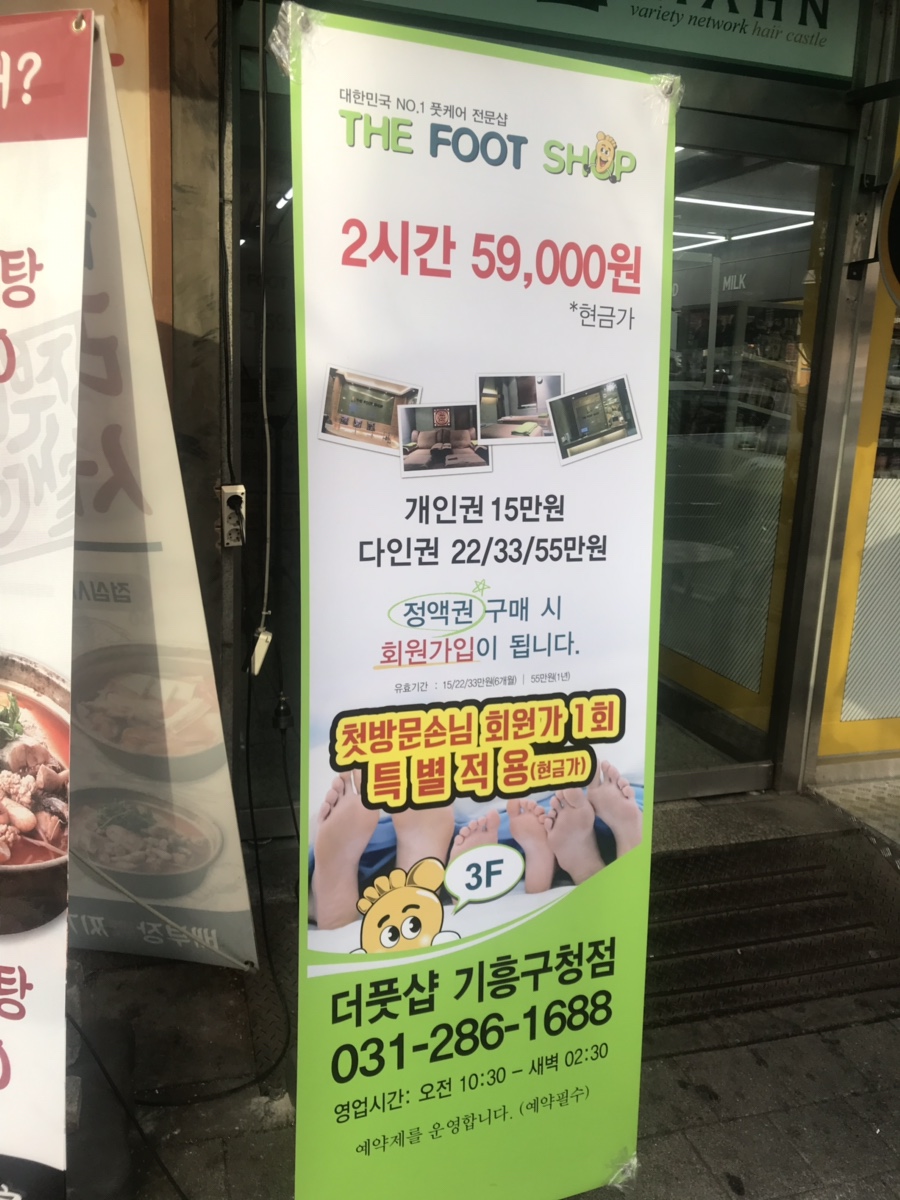 variety network hair castle
대한민국 NO.1 풋케어 전문샵
THE FOOT SHOP
2시간 59,000원
*현금가
MILK
개인권 15만원
다인권 22/33/55만원
정액권 구매 시
회원가입이 됩니다.
유효기간 : 15/22/33만원(6개월) | 55만원(1년)
첫방문손님 회원가 1회
특별적용(현금가)
3F
더풋샵 기흥구청점
031-286-1688
영업시간: 오전 10:30 - 새벽 02:30
예약제를 운영합니다. (예약필수)
탕
탕